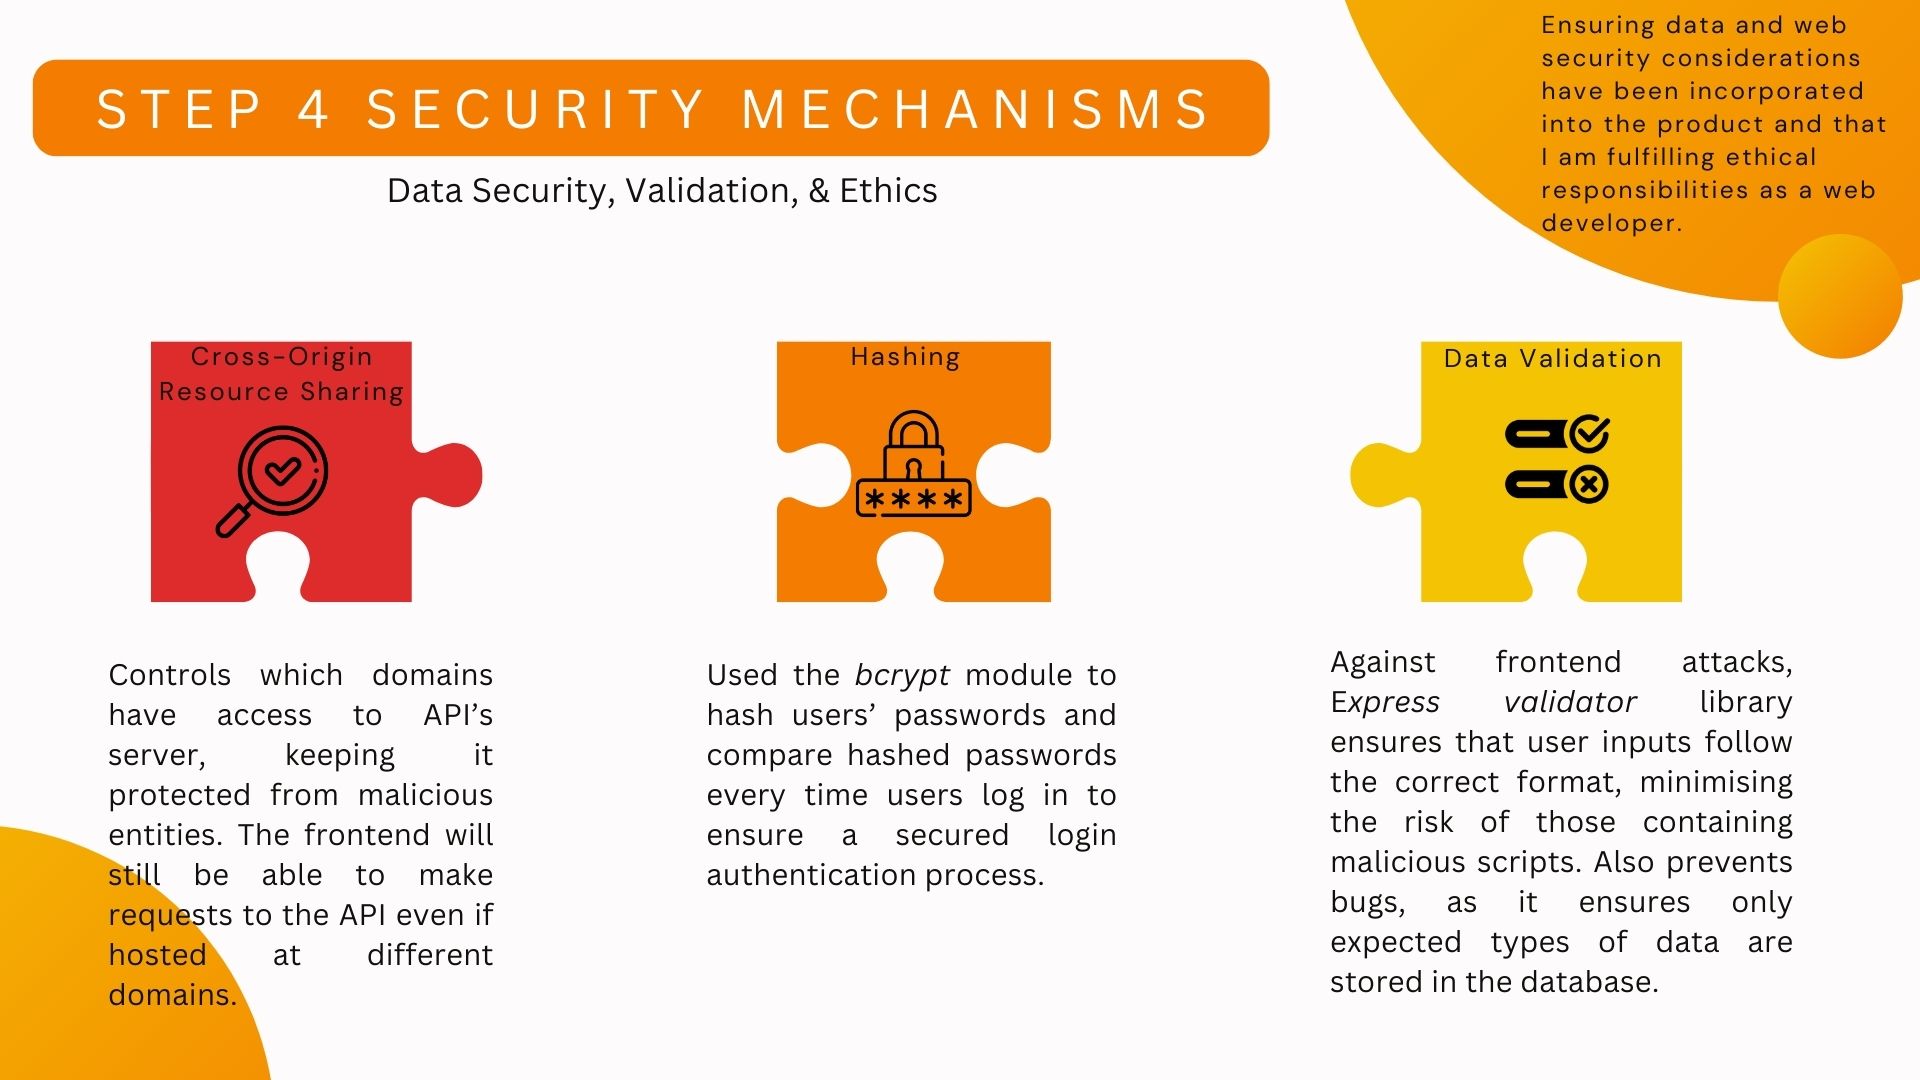 STEP 4 SECURITY MECHANISMS
Data Security, Validation, & Ethics
Ensuring data and web
security considerations
have been incorporated
into the product and that
I am fulfilling ethical
responsibilities as a web
developer.
Cross-Origin
Resource Sharing
Controls which domains
have access to API’s
server, keeping it
protected from malicious
entities. The frontend will
still be able to make
requests to the API even if
hosted at different
domains.
Hashing
****
Used the bcrypt module to
hash users’ passwords and
compare hashed passwords
every time users log in to
ensure a secured login
authentication process.
Data Validation
Against frontend attacks,
Express validator library
ensures that user inputs follow
the correct format, minimising
the risk of those containing
malicious scripts. Also prevents
bugs, as it ensures only
expected types of data are
stored in the database.